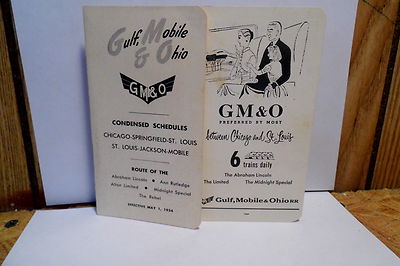 Gulf, Mobile
& Ohio
GM&O
CONDENSED SCHEDULES
CHICAGO-SPRINGFIELD-ST. LOUIS
ST. LOUIS-JACKSON-MOBILE
ROUTE OF THE
Abraham Lincoln • Ann Rutledge
Alton Limited • Midnight Special
The Rebel
EFFECTIVE MAY 1, 1954
GM&O
PREFERRED BY MOST
between Chicago and St. Louis
6 trains daily
The Abraham Lincoln
The Limited The Midnight Special
Gulf, Mobile & Ohio RR